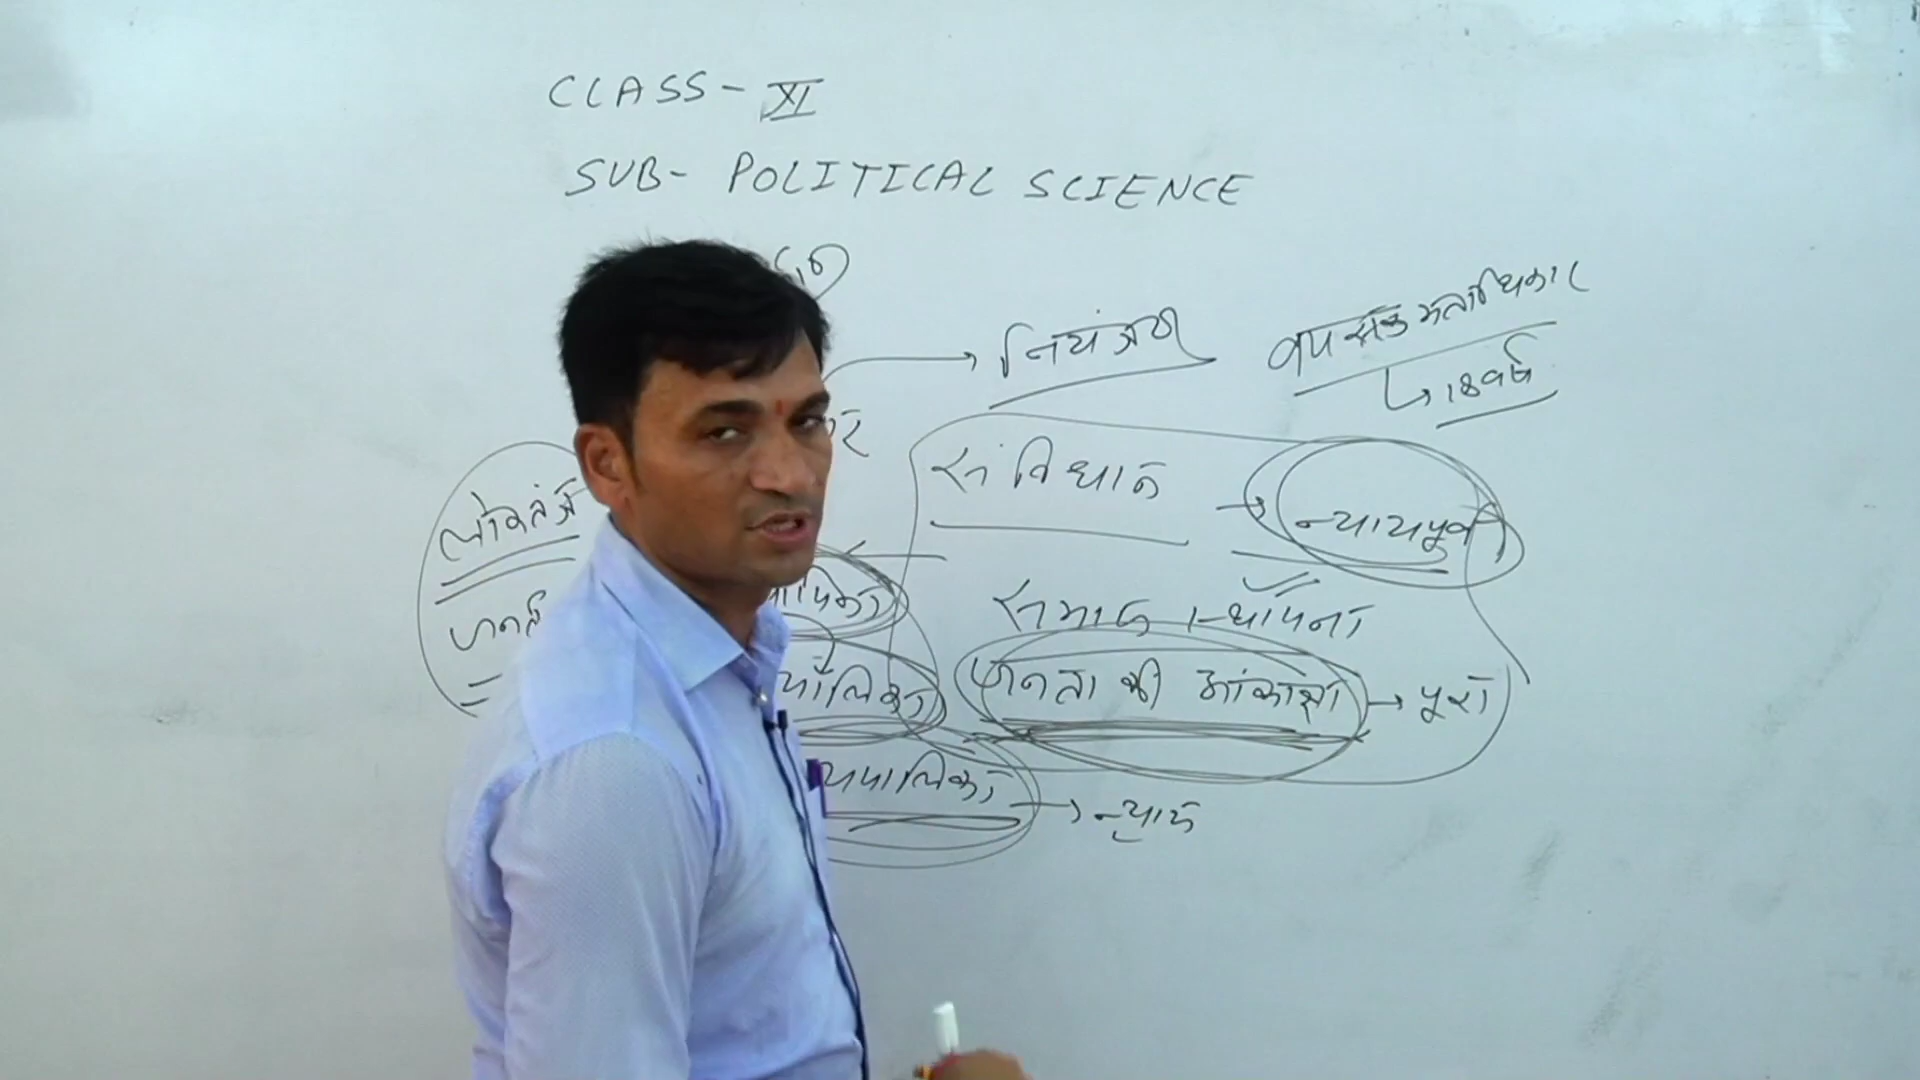 CLASS - XI
SUB- POLITICAL SCIENCE
नियंत्रण
वयस्क मताधिकार
18 वर्ष
लोकतंत्र
संविधान
न्यायपूर्ण
समाज स्थापना
जनता की आकांक्षा → पूरा
न्याय